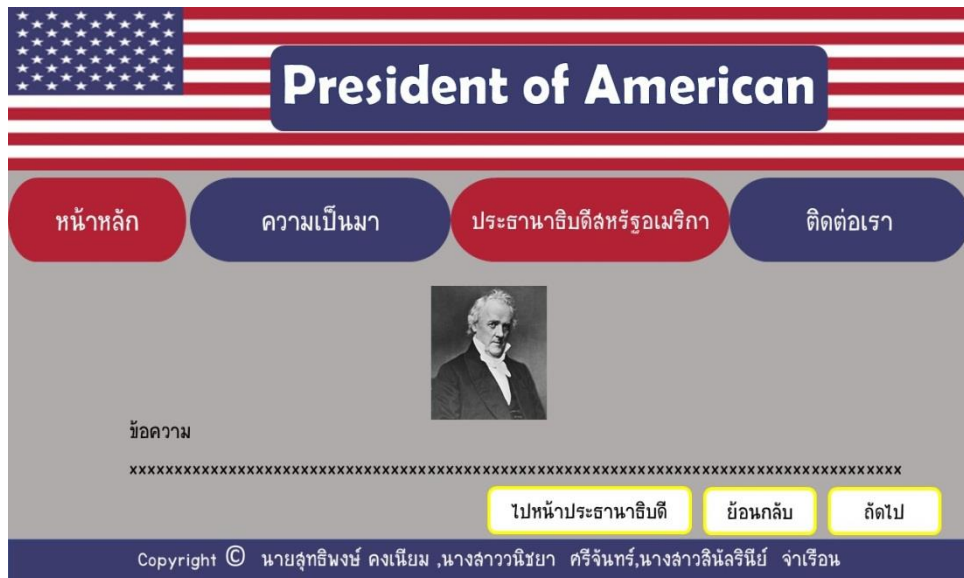 President of American
หน้าหลัก ความเป็นมา ประธานาธิบดีสหรัฐอเมริกา ติดต่อเรา
ข้อความ
xxxxxxxxxxxxxxxxxxxxxxxxxxxxxxxxxxxxxxxxxxxxxxxxxxxxxxxxxxxxxxxxxxxxxxxxxxxxxxxxxxxxxx
ไปหน้าประธานาธิบดี ย้อนกลับ ถัดไป
Copyright © นายสุทธิพงษ์ คงเนียม ,นางสาววนิชยา ศรีจันทร์,นางสาวสินัลรินีย์ จ่าเรือน